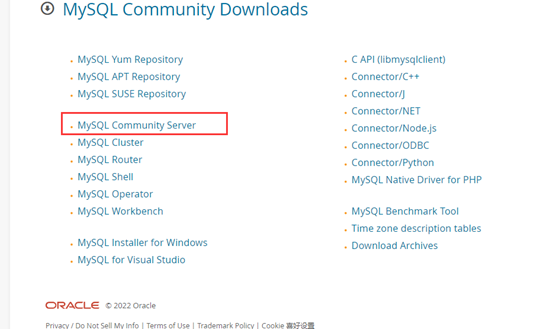 MySQL Community Downloads
MySQL Yum Repository
MySQL APT Repository
MySQL SUSE Repository
MySQL Community Server
MySQL Cluster
MySQL Router
MySQL Shell
MySQL Operator
MySQL Workbench
MySQL Installer for Windows
MySQL for Visual Studio
C API (libmysqlclient)
Connector/C++
Connector/J
Connector/NET
Connector/Node.js
Connector/ODBC
Connector/Python
MySQL Native Driver for PHP
MySQL Benchmark Tool
Time zone description tables
Download Archives
ORACLE © 2022 Oracle
Privacy / Do Not Sell My Info | Terms of Use | Trademark Policy | Cookie 喜好设置